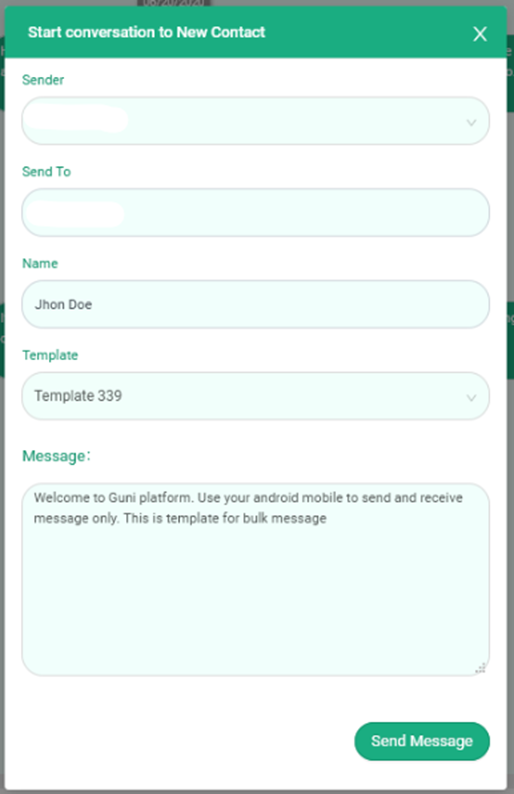 Start conversation to New Contact
Sender
Send To
Name
Jhon Doe
Template
Template 339
Message:
Welcome to Guni platform. Use your android mobile to send and receive
message only. This is template for bulk message
Send Message